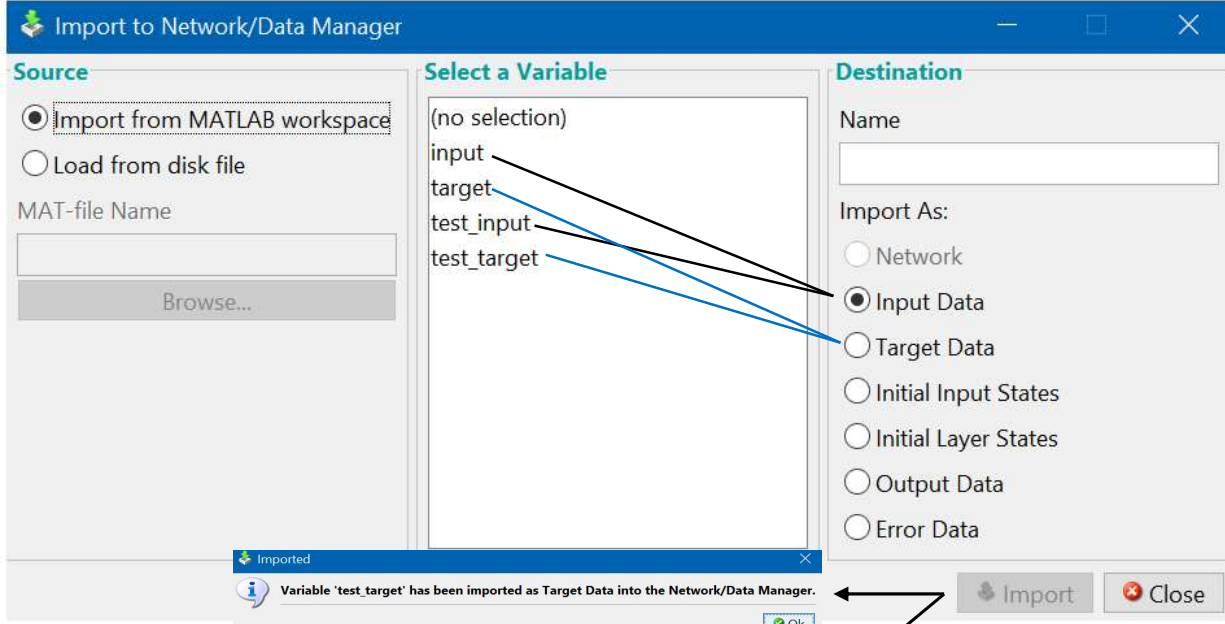 Import to Network/Data Manager
Source
Import from MATLAB workspace
Load from disk file
MAT-file Name
Browse...
Select a Variable
(no selection)
input
target
test_input
test_target
Destination
Name
Import As:
Network
Input Data
Target Data
Initial Input States
Initial Layer States
Output Data
Error Data
Import
Close
Imported
Variable 'test_target' has been imported as Target Data into the Network/Data Manager.
Ok